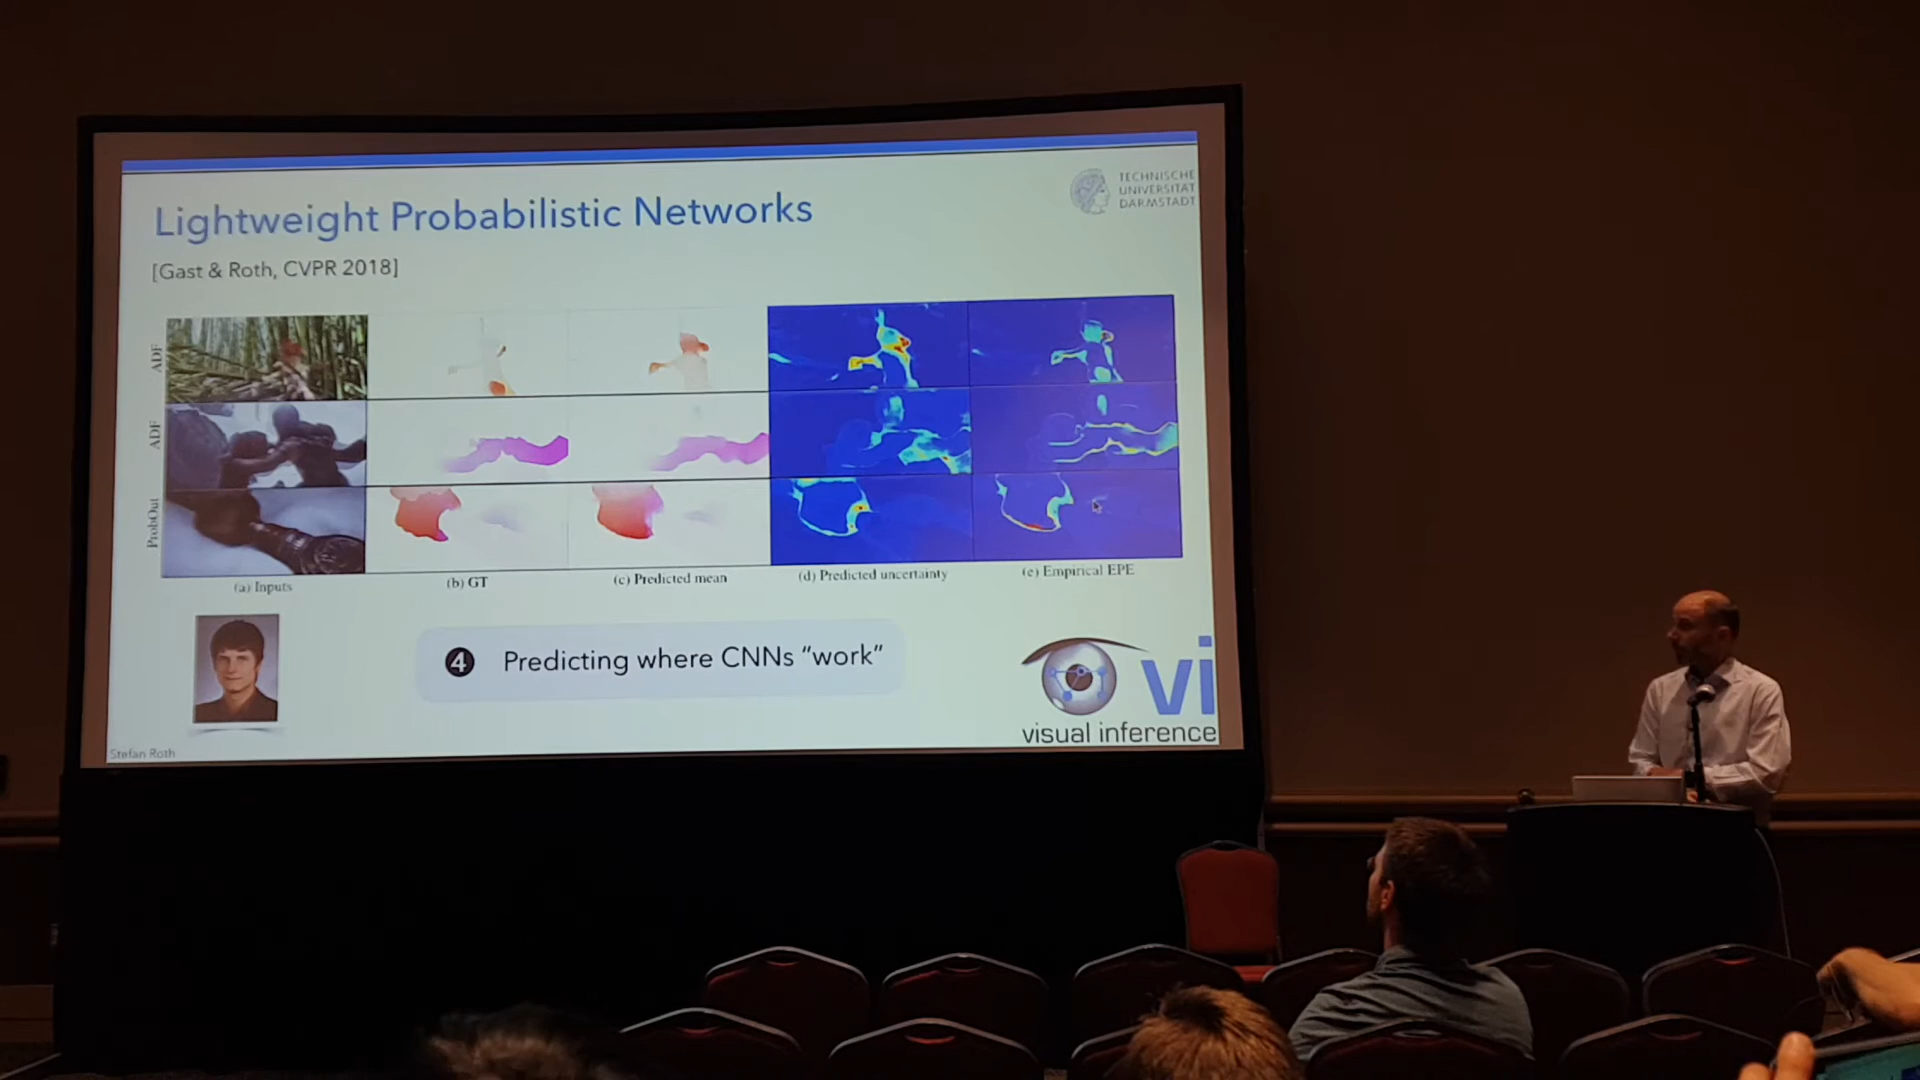 Lightweight Probabilistic Networks
TECHNISCHE
UNIVERSITÄT
DARMSTADT
[Gast & Roth, CVPR 2018]
ADF
ADF
ProbOut
(a) Inputs
(b) GT
(c) Predicted mean
(d) Predicted uncertainty
(e) Empirical EPE
4 Predicting where CNNs “work”
vi
visual inference
Stefan Roth